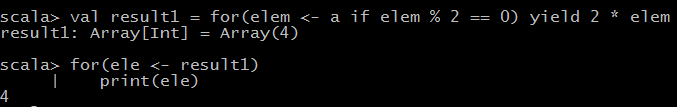 scala> val result1 = for(elem <- a if elem % 2 == 0) yield 2 * elem
result1: Array[Int] = Array(4)
scala> for(ele <- result1)
| print(ele)
4